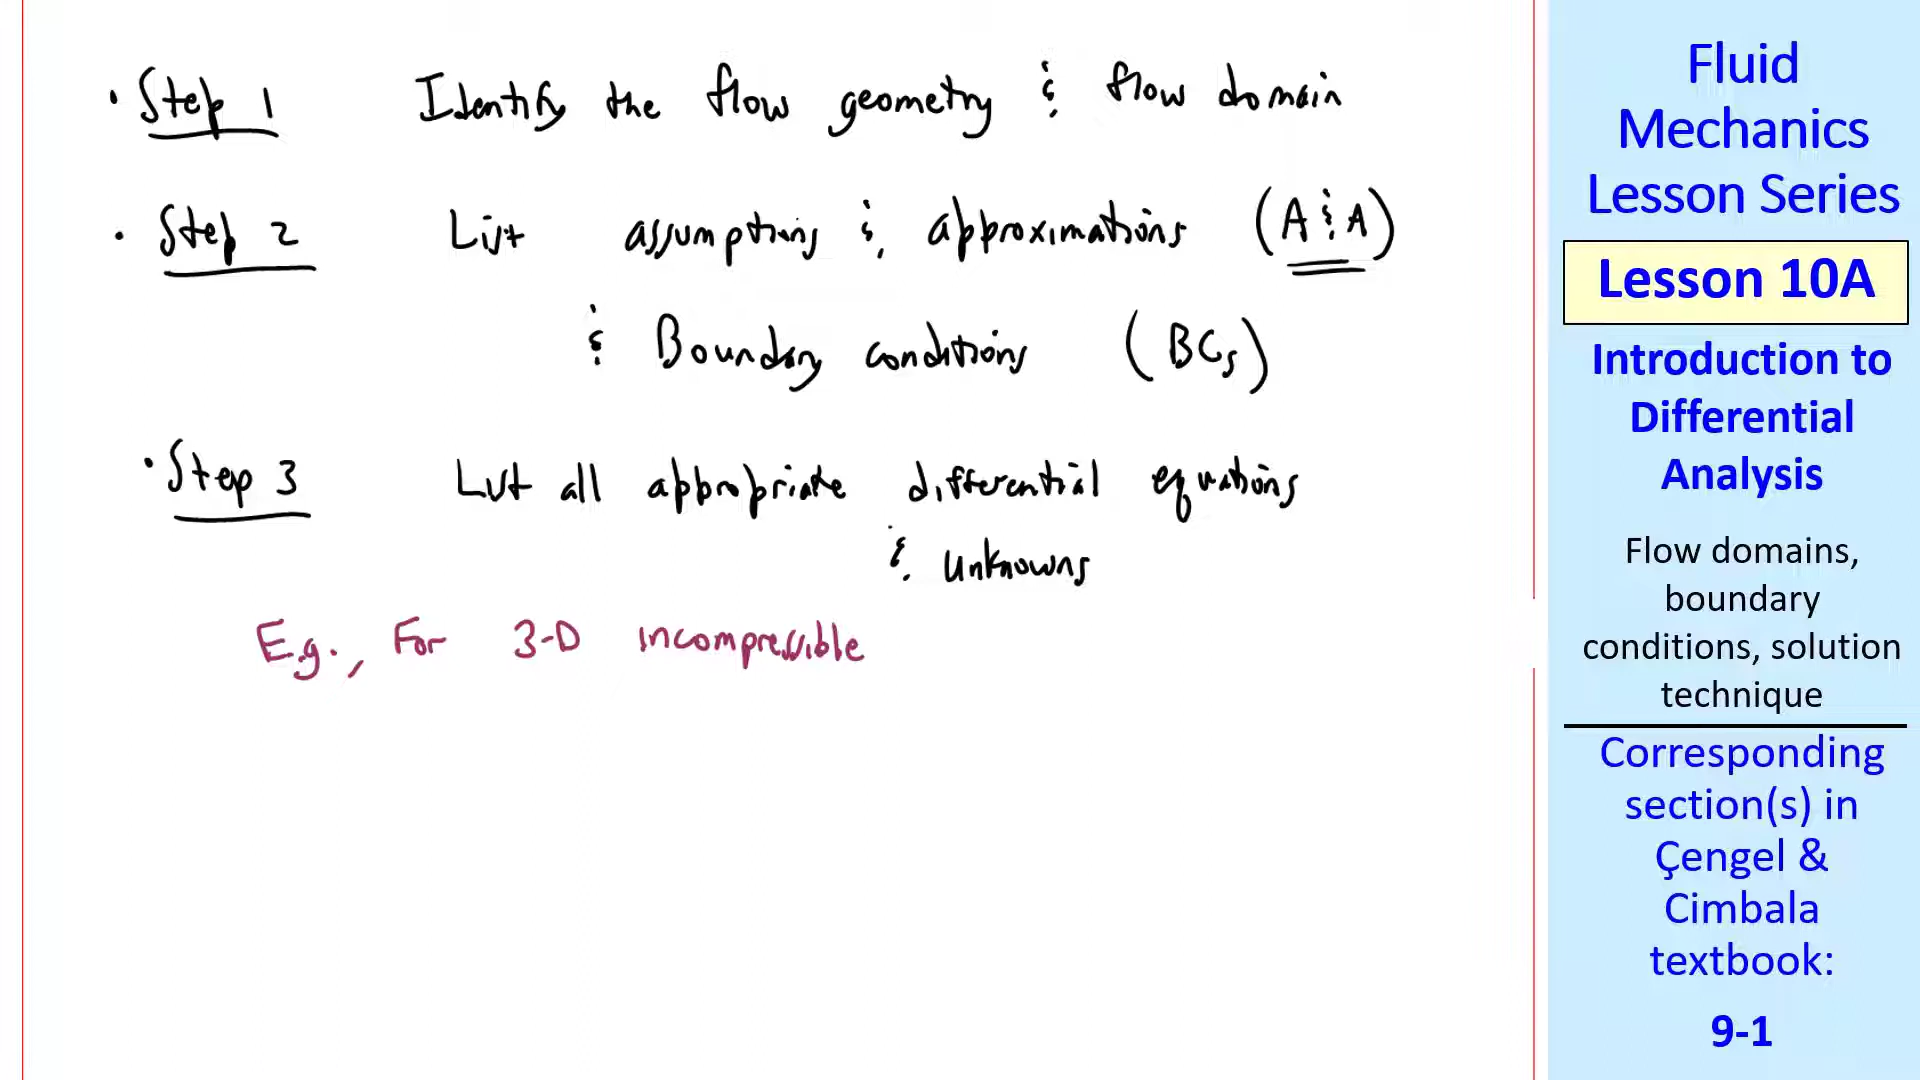 • Step 1 Identify the flow geometry & flow domain
• Step 2 List assumptions & approximations (A & A)
& Boundary conditions (BCs)
• Step 3 List all appropriate differential equations
& unknowns
E.g., For 3-D incompressible
Fluid
Mechanics
Lesson Series
Lesson 10A
Introduction to
Differential
Analysis
Flow domains,
boundary
conditions, solution
technique
Corresponding
section(s) in
Çengel &
Cimbala
textbook:
9-1